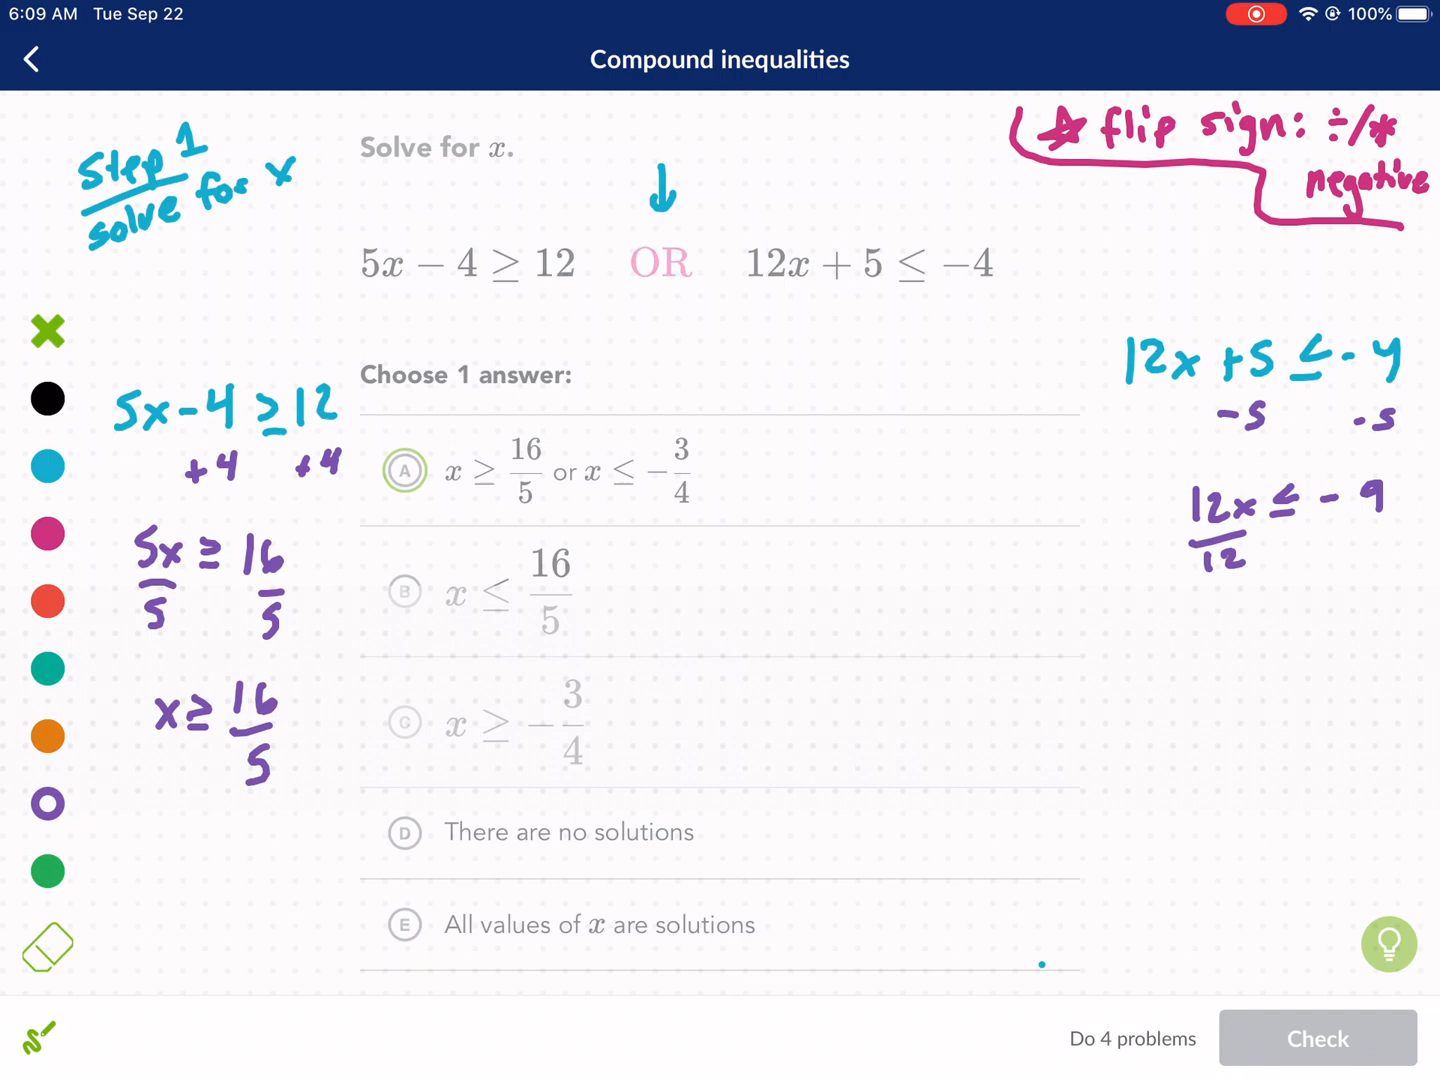 6:09 AM Tue Sep 22
100%
Compound inequalities
Step 1
solve for x
Solve for x.
☆ flip sign: ÷/*
negative
5x − 4 ≥ 12 OR 12x + 5 ≤ −4
Choose 1 answer:
A x ≥ 16/5 or x ≤ −3/4
B x ≤ 16/5
C x ≥ −3/4
D There are no solutions
E All values of x are solutions
5x − 4 ≥ 12
+4 +4
5x ≥ 16
5 5
x ≥ 16/5
12x + 5 ≤ - 4
-5 -5
12x ≤ - 9
12
Do 4 problems
Check